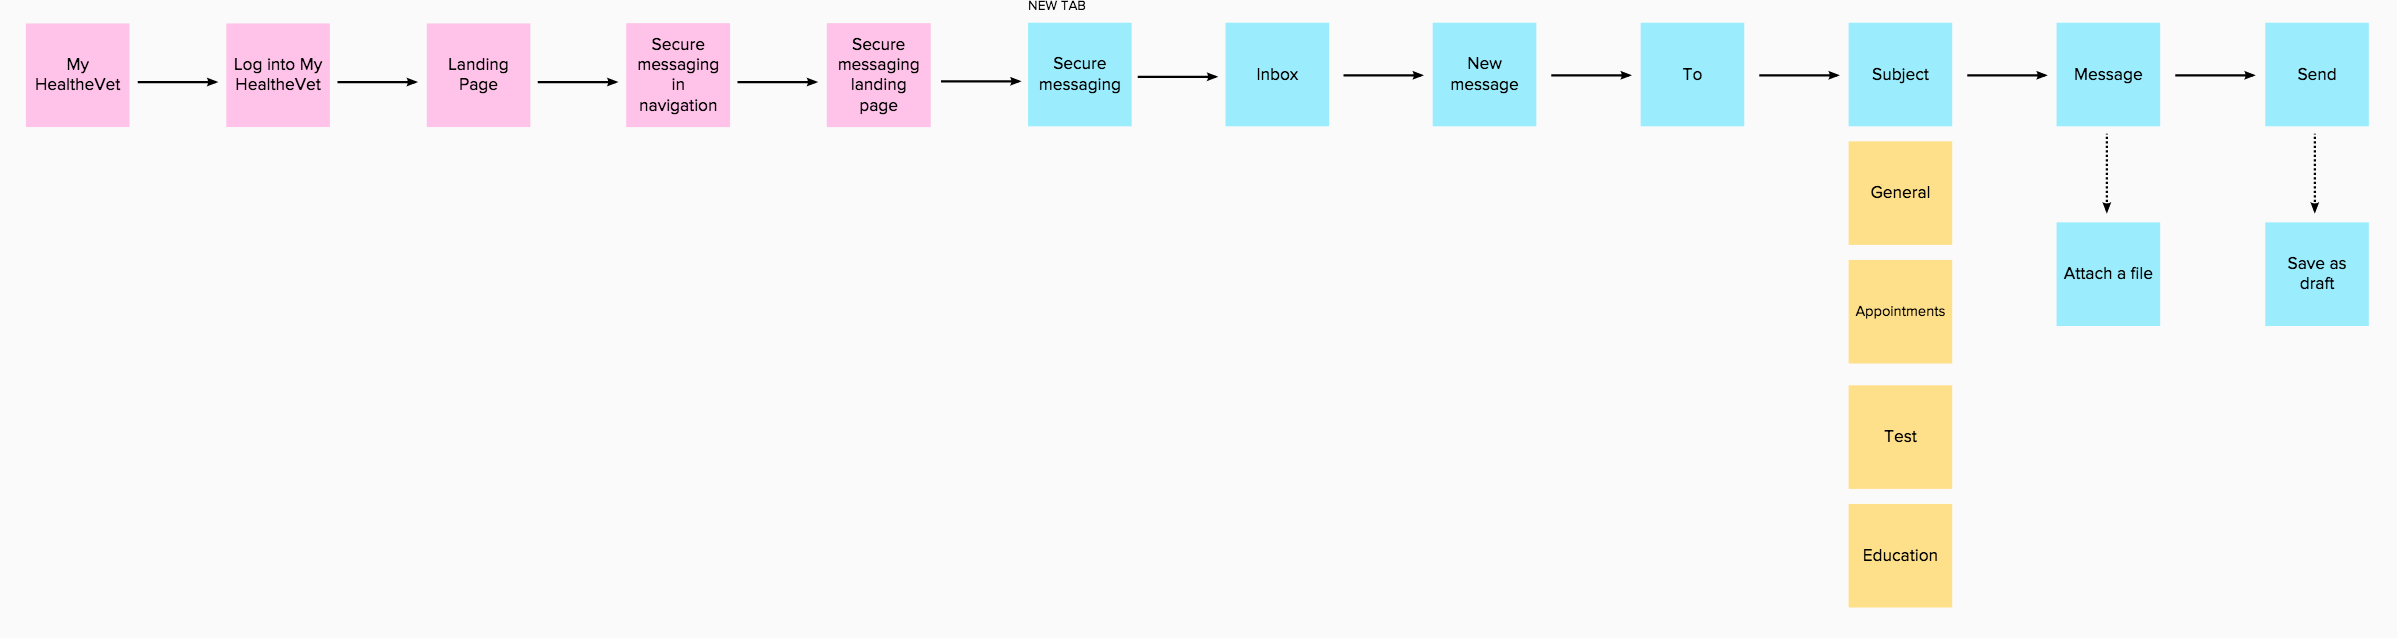 NEW TAB
My
HealtheVet
Log into My
HealtheVet
Landing
Page
Secure
messaging
in
navigation
Secure
messaging
landing
page
Secure
messaging
Inbox
New
message
To
Subject
Message
Send
General
Appointments
Test
Education
Attach a file
Save as
draft